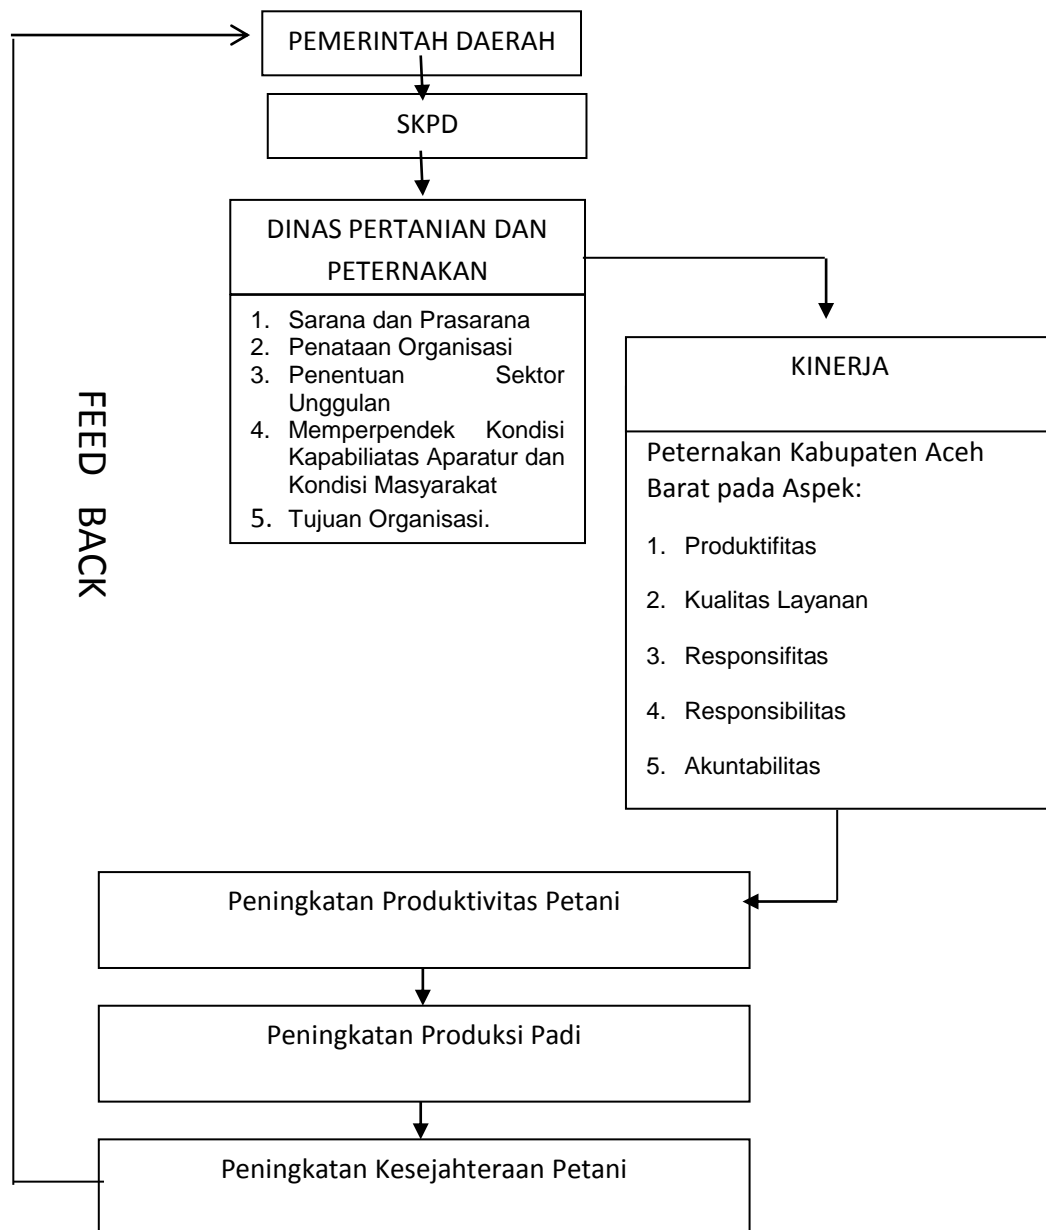 PEMERINTAH DAERAH
SKPD
DINAS PERTANIAN DAN
PETERNAKAN
1. Sarana dan Prasarana
2. Penataan Organisasi
3. Penentuan Sektor
Unggulan
4. Memperpendek Kondisi
Kapabiliatas Aparatur dan
Kondisi Masyarakat
5. Tujuan Organisasi.
KINERJA
Peternakan Kabupaten Aceh
Barat pada Aspek:
1. Produktifitas
2. Kualitas Layanan
3. Responsifitas
4. Responsibilitas
5. Akuntabilitas
FEED BACK
Peningkatan Produktivitas Petani
Peningkatan Produksi Padi
Peningkatan Kesejahteraan Petani